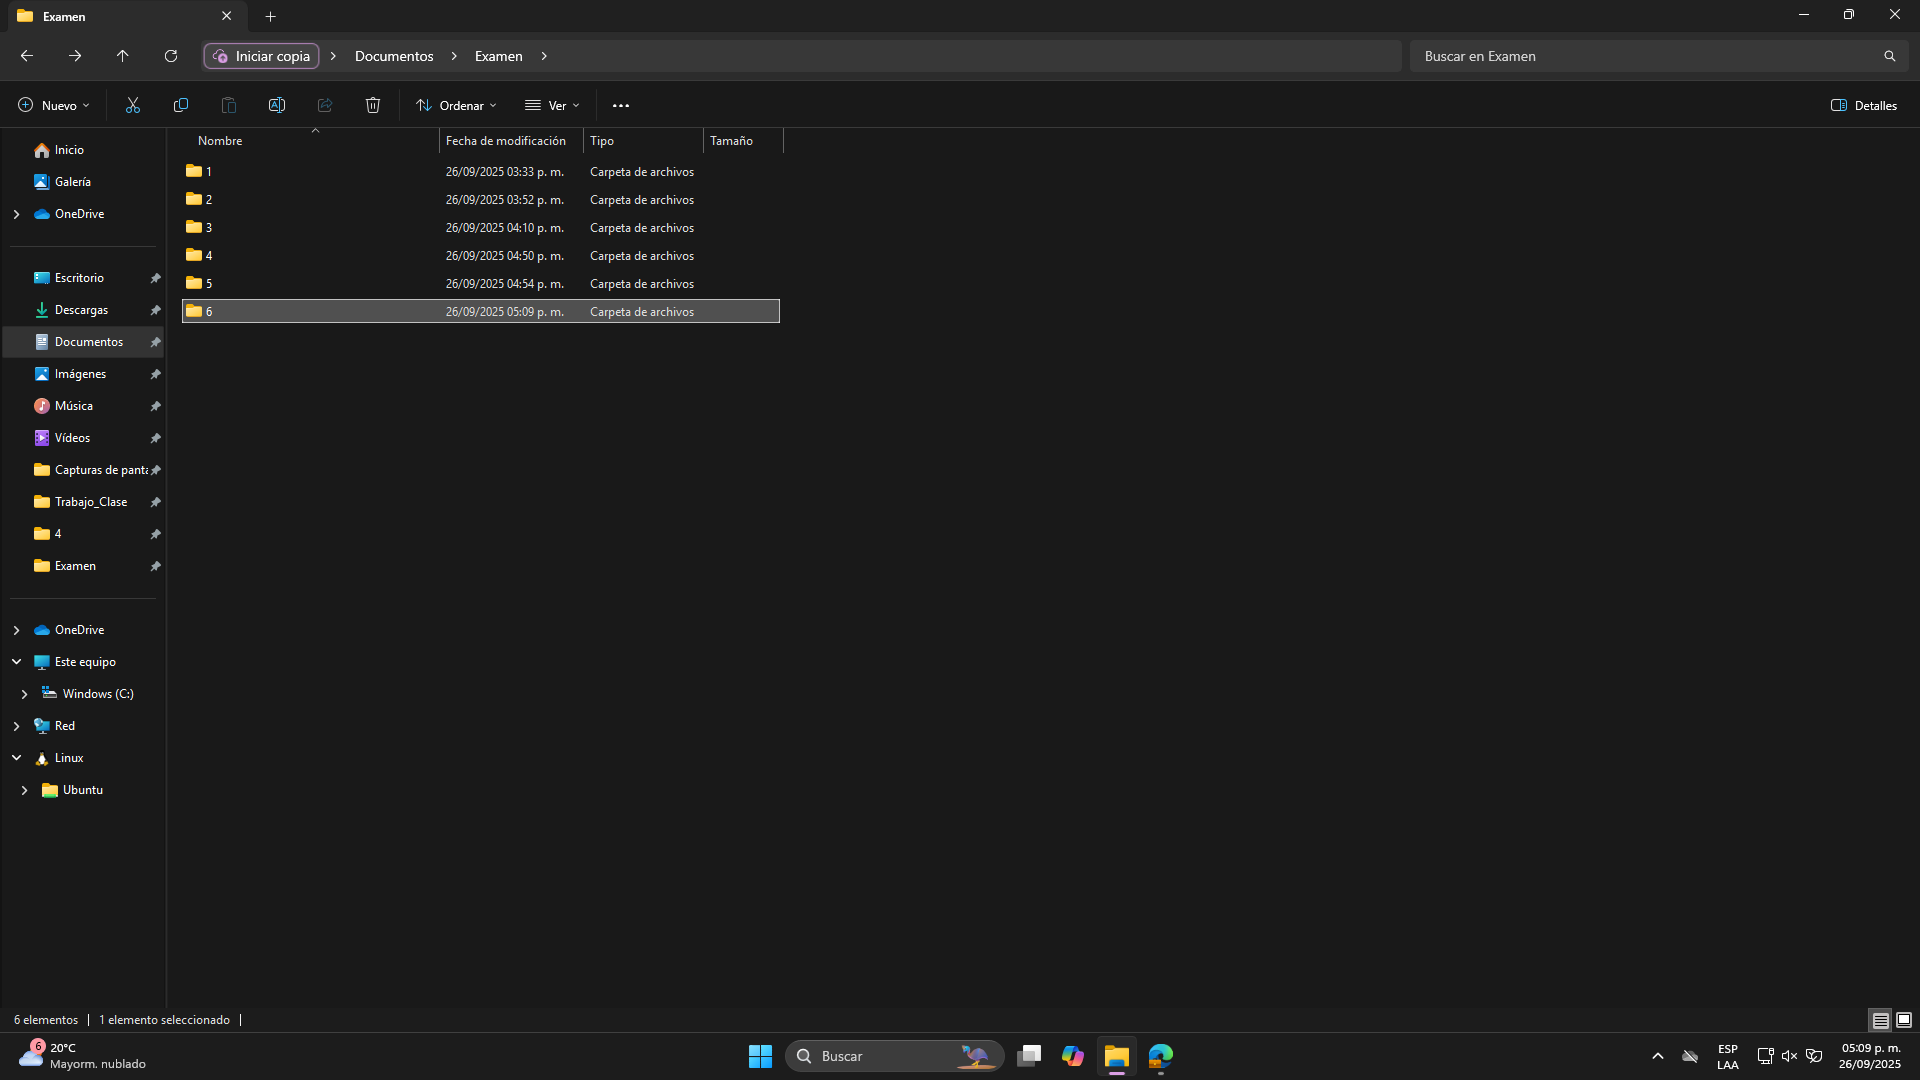 Examen
Iniciar copia
Documentos
Examen
Buscar en Examen
Nuevo
Ordenar
Ver
Detalles
Nombre
Fecha de modificación
Tipo
Tamaño
1 26/09/2025 03:33 p. m. Carpeta de archivos
2 26/09/2025 03:52 p. m. Carpeta de archivos
3 26/09/2025 04:10 p. m. Carpeta de archivos
4 26/09/2025 04:50 p. m. Carpeta de archivos
5 26/09/2025 04:54 p. m. Carpeta de archivos
6 26/09/2025 05:09 p. m. Carpeta de archivos
Inicio
Galería
OneDrive
Escritorio
Descargas
Documentos
Imágenes
Música
Vídeos
Capturas de panta
Trabajo_Clase
4
Examen
OneDrive
Este equipo
Windows (C:)
Red
Linux
Ubuntu
6 elementos
1 elemento seleccionado
6
20°C
Mayorm. nublado
Buscar
ESP
LAA
05:09 p. m.
26/09/2025